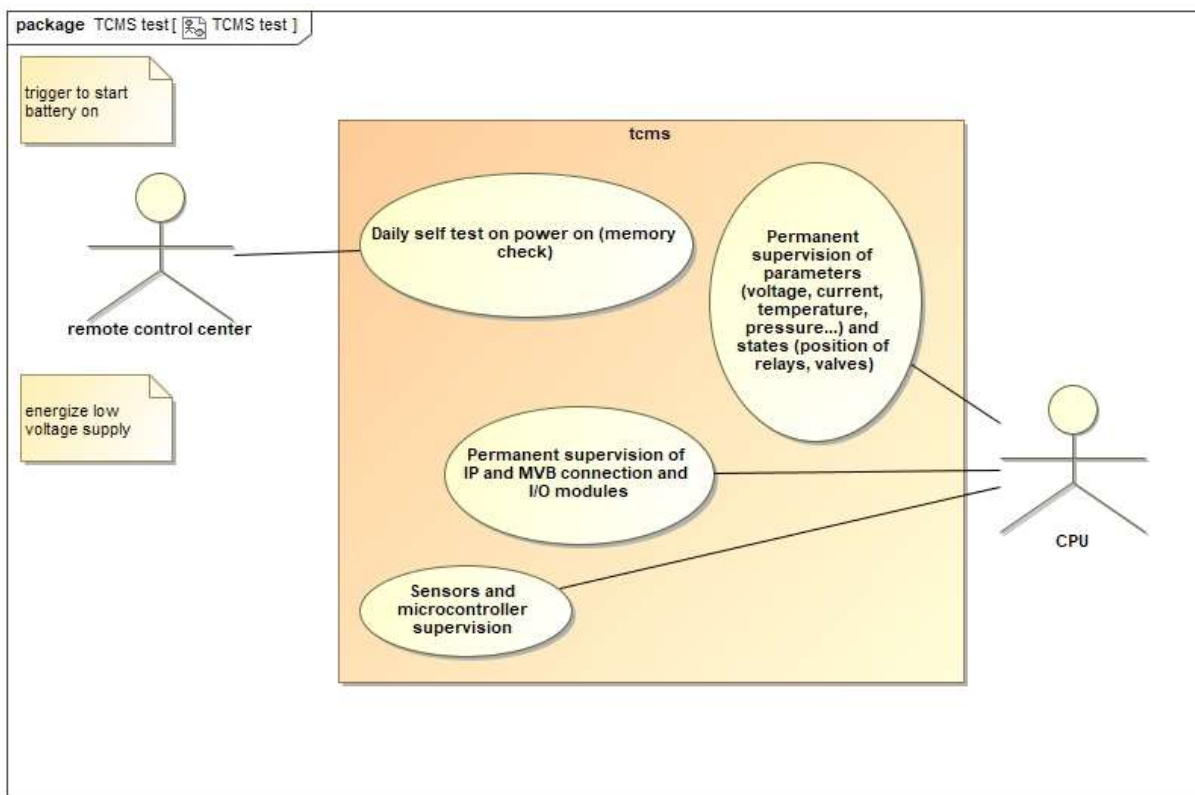 package TCMS test [ TCMS test ]
trigger to start
battery on
tcms
Daily self test on power on (memory
check)
Permanent
supervision of
parameters
(voltage, current,
temperature,
pressure...) and
states (position of
relays, valves)
remote control center
energize low
voltage supply
Permanent supervision of
IP and MVB connection and
I/O modules
CPU
Sensors and
microcontroller
supervision